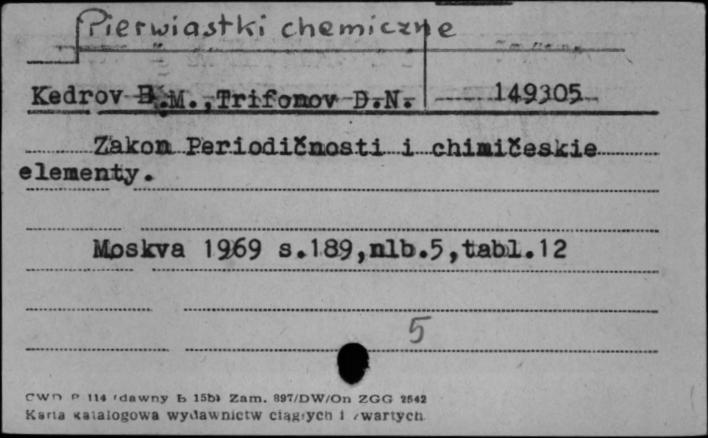 Pierwiastki chemiczne
Kedrov B.M.,Trifonov D.N. 149305
Zakon Periodičnosti i chimičeskie
elementy.
Moskva 1969 s.189,nlb.5,tabl.12
5
CWD P 114 (dawny b 15b) Zam. 897/DW/On ZGG 2542
Karta katalogowa wydawnictw ciągłych i zwartych